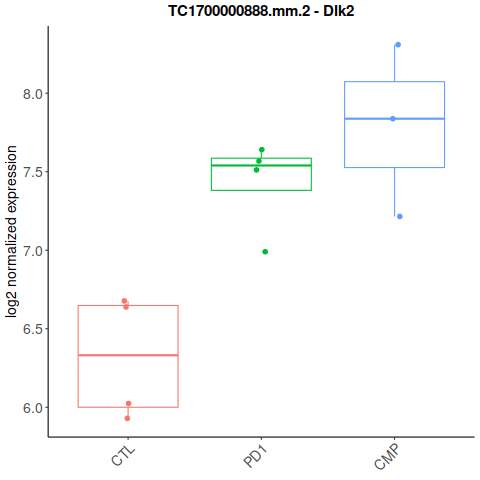 TC1700000888.mm.2 - Dlk2
log2 normalized expression
8.0
7.5
7.0
6.5
6.0
CTL
PD1
CMP